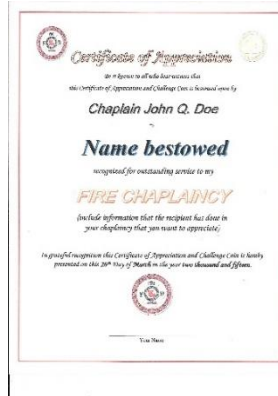 Certificate of Appreciation
Be it known to all who hear witness that
this Certificate of Appreciation and Challenge Coin is bestowed upon by
Chaplain John Q. Doe
Name bestowed
recognized for outstanding service to my
FIRE CHAPLAINCY
(include information that the recipient has done in
your chaplaincy that you want to appreciate)
In grateful recognition this Certificate of Appreciation and Challenge Coin is hereby
presented on this 26th Day of March in the year two thousand and fifteen.
Your Name